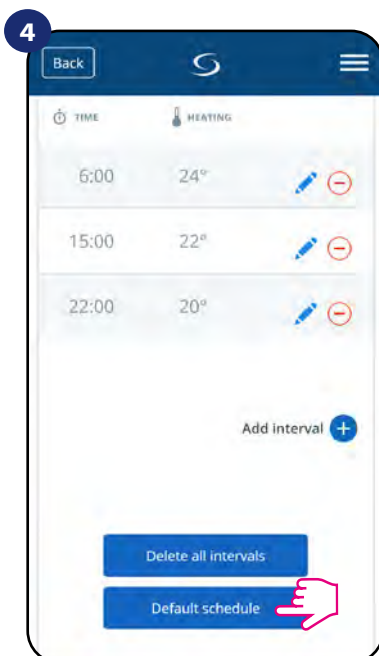 4
Back
TIME HEATING
6:00 24°
15:00 22°
22:00 20°
Add interval
Delete all intervals
Default schedule